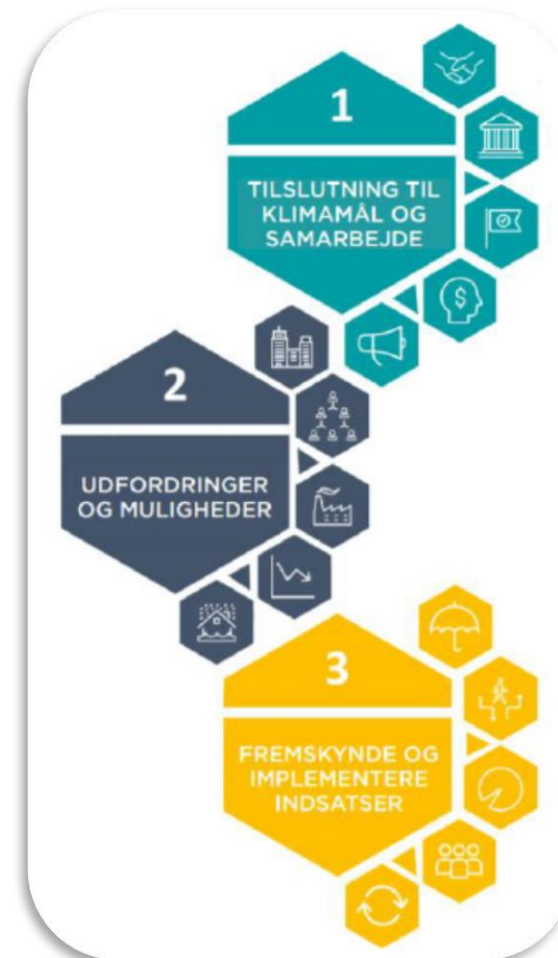 1
TILSLUTNING TIL
KLIMAMÅL OG
SAMARBEJDE
2
UDFORDRINGER
OG MULIGHEDER
3
FREMSKYNDE OG
IMPLEMENTERE
INDSATSER